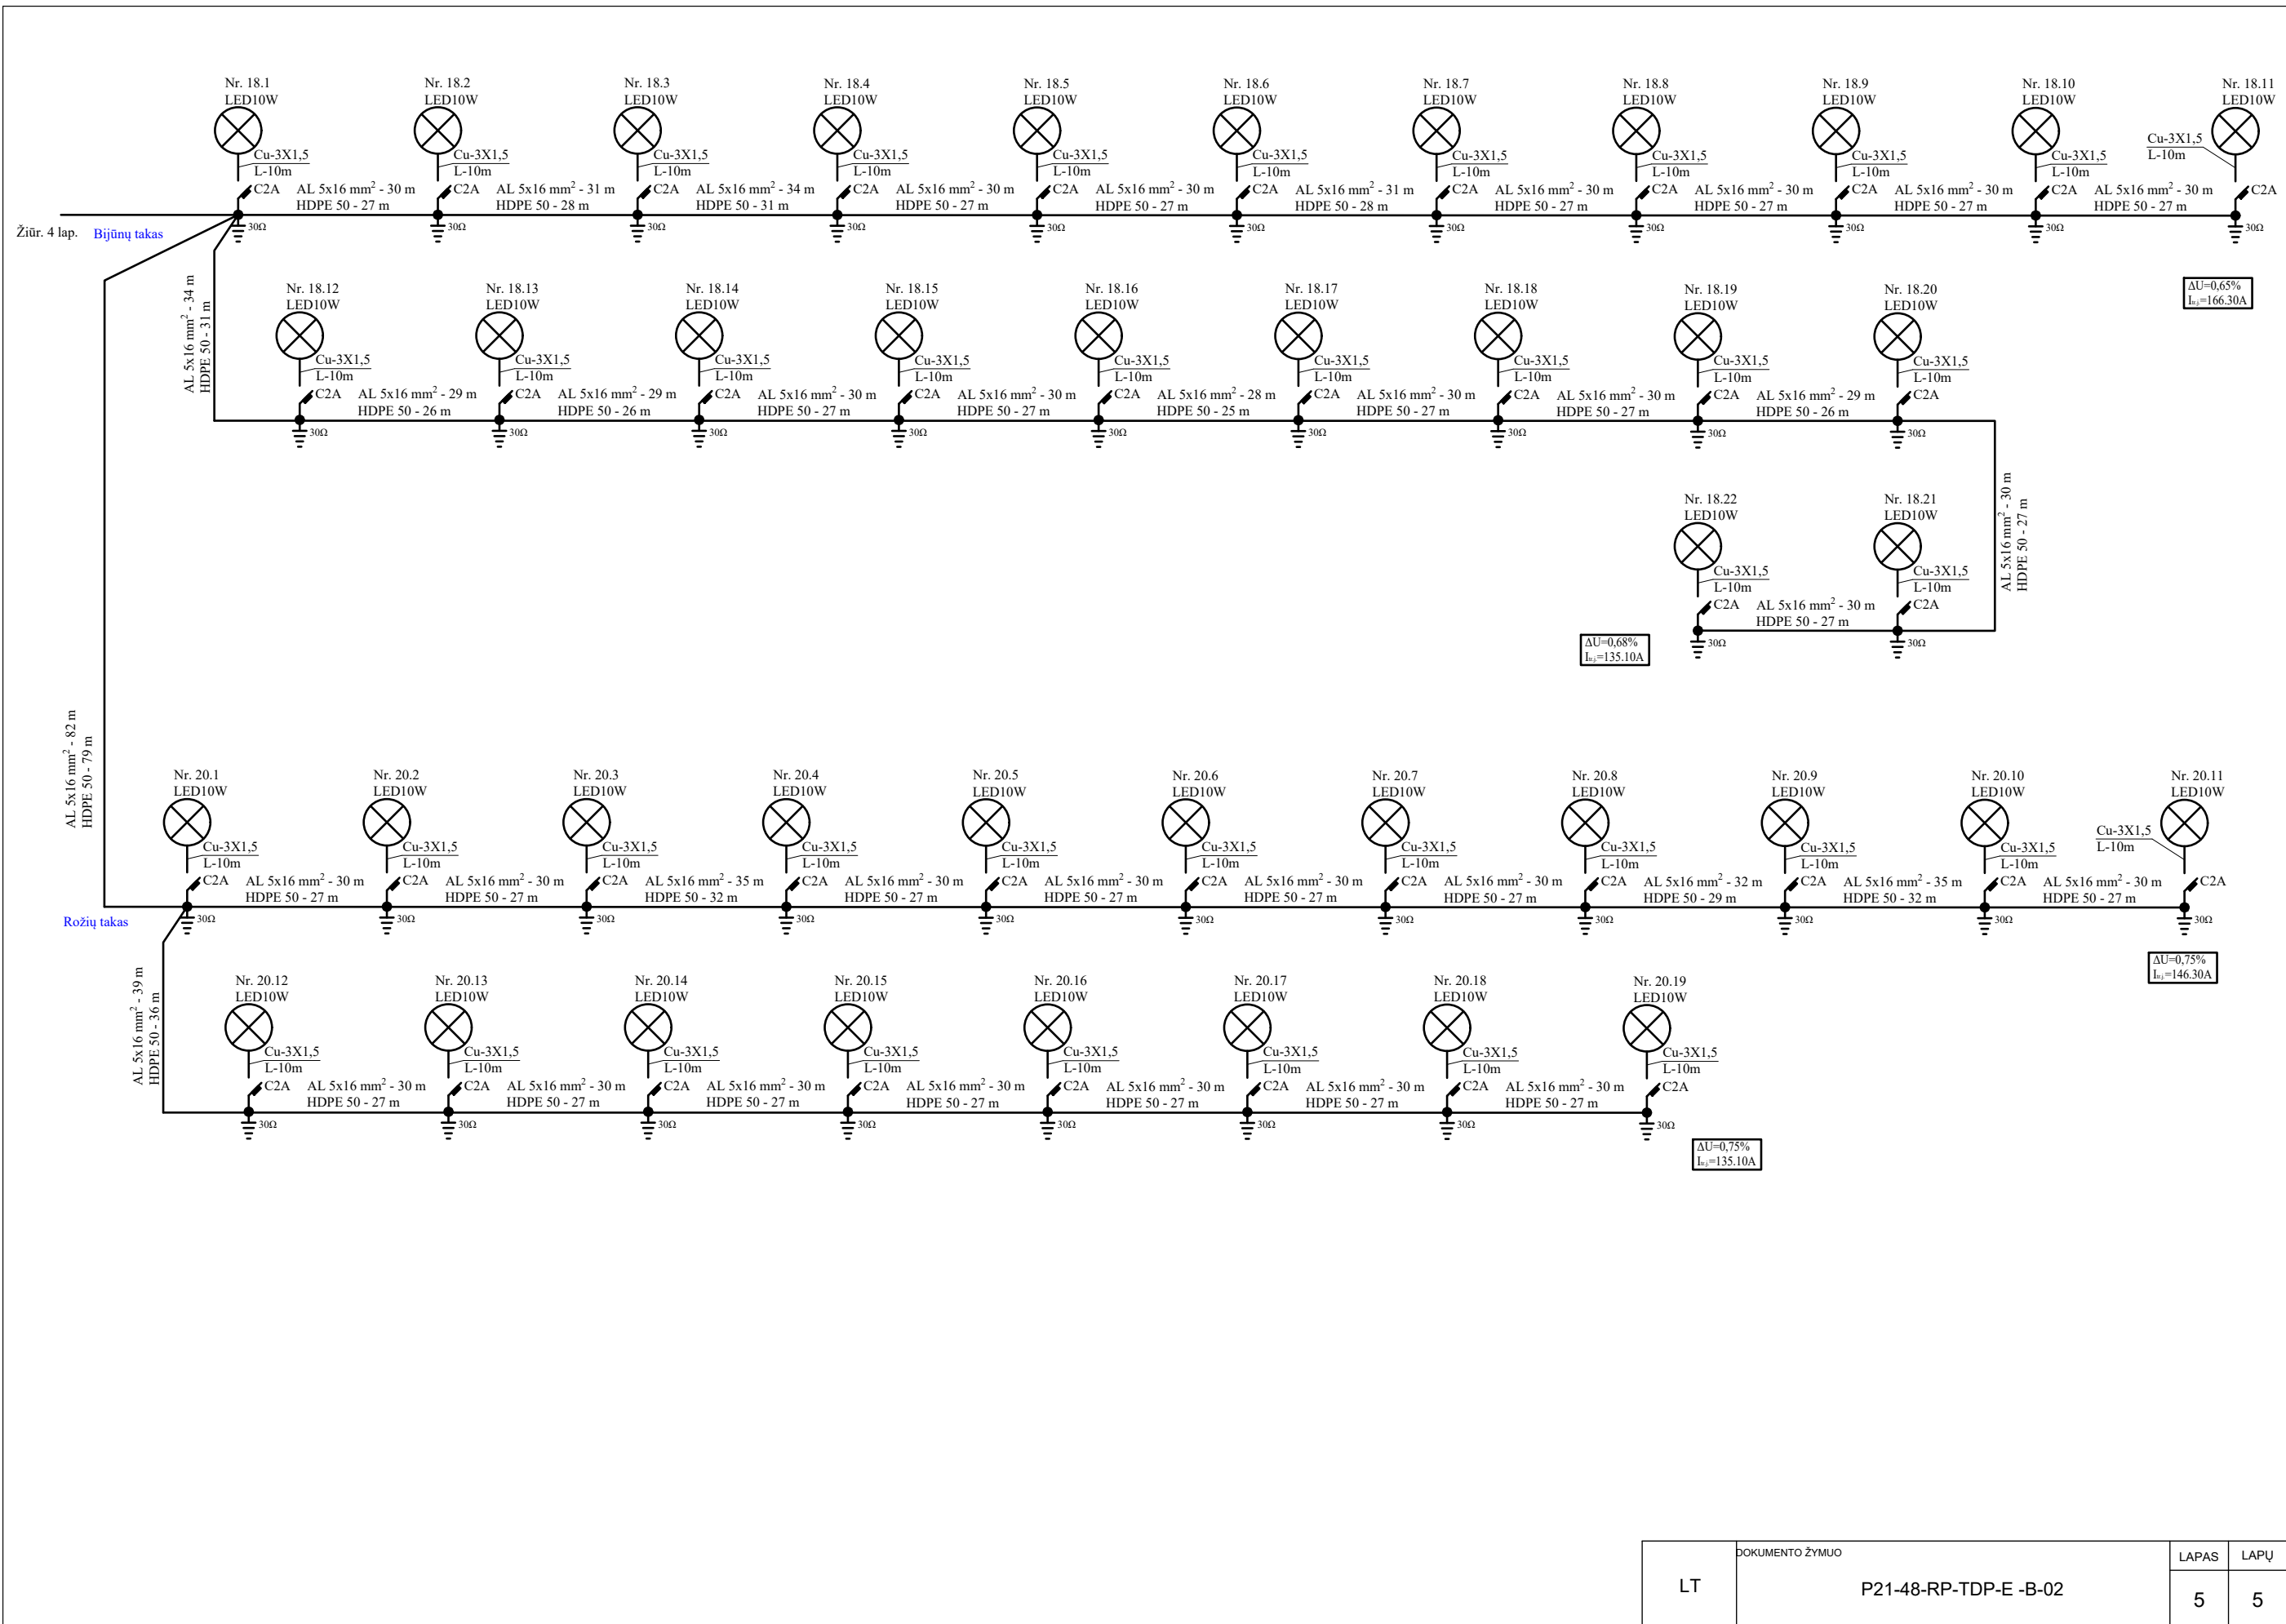 Nr. 18.1
LED10W
Cu-3X1,5
L-10m
C2A
30Ω
AL 5x16 mm² - 30 m
HDPE 50 - 27 m
Nr. 18.2
LED10W
Cu-3X1,5
L-10m
C2A
30Ω
AL 5x16 mm² - 31 m
HDPE 50 - 28 m
Nr. 18.3
LED10W
Cu-3X1,5
L-10m
C2A
30Ω
AL 5x16 mm² - 34 m
HDPE 50 - 31 m
Nr. 18.4
LED10W
Cu-3X1,5
L-10m
C2A
30Ω
AL 5x16 mm² - 30 m
HDPE 50 - 27 m
Nr. 18.5
LED10W
Cu-3X1,5
L-10m
C2A
30Ω
AL 5x16 mm² - 30 m
HDPE 50 - 27 m
Nr. 18.6
LED10W
Cu-3X1,5
L-10m
C2A
30Ω
AL 5x16 mm² - 31 m
HDPE 50 - 28 m
Nr. 18.7
LED10W
Cu-3X1,5
L-10m
C2A
30Ω
AL 5x16 mm² - 30 m
HDPE 50 - 27 m
Nr. 18.8
LED10W
Cu-3X1,5
L-10m
C2A
30Ω
AL 5x16 mm² - 30 m
HDPE 50 - 27 m
Nr. 18.9
LED10W
Cu-3X1,5
L-10m
C2A
30Ω
AL 5x16 mm² - 30 m
HDPE 50 - 27 m
Nr. 18.10
LED10W
Cu-3X1,5
L-10m
C2A
30Ω
AL 5x16 mm² - 30 m
HDPE 50 - 27 m
Nr. 18.11
LED10W
Cu-3X1,5
L-10m
C2A
30Ω
Žiūr. 4 lap.
Bijūnų takas
ΔU=0,65%
=166.30A
AL 5x16 mm² - 34 m
HDPE 50 - 31 m
Nr. 18.12
LED10W
Cu-3X1,5
L-10m
C2A
30Ω
AL 5x16 mm² - 29 m
HDPE 50 - 26 m
Nr. 18.13
LED10W
Cu-3X1,5
L-10m
C2A
30Ω
AL 5x16 mm² - 29 m
HDPE 50 - 26 m
Nr. 18.14
LED10W
Cu-3X1,5
L-10m
C2A
30Ω
AL 5x16 mm² - 30 m
HDPE 50 - 27 m
Nr. 18.15
LED10W
Cu-3X1,5
L-10m
C2A
30Ω
AL 5x16 mm² - 30 m
HDPE 50 - 27 m
Nr. 18.16
LED10W
Cu-3X1,5
L-10m
C2A
30Ω
AL 5x16 mm² - 28 m
HDPE 50 - 25 m
Nr. 18.17
LED10W
Cu-3X1,5
L-10m
C2A
30Ω
AL 5x16 mm² - 30 m
HDPE 50 - 27 m
Nr. 18.18
LED10W
Cu-3X1,5
L-10m
C2A
30Ω
AL 5x16 mm² - 30 m
HDPE 50 - 27 m
Nr. 18.19
LED10W
Cu-3X1,5
L-10m
C2A
30Ω
AL 5x16 mm² - 29 m
HDPE 50 - 26 m
Nr. 18.20
LED10W
Cu-3X1,5
L-10m
C2A
30Ω
AL 5x16 mm² - 30 m
HDPE 50 - 27 m
Nr. 18.22
LED10W
Cu-3X1,5
L-10m
C2A
30Ω
AL 5x16 mm² - 30 m
HDPE 50 - 27 m
Nr. 18.21
LED10W
Cu-3X1,5
L-10m
C2A
30Ω
ΔU=0,68%
=135.10A
AL 5x16 mm² - 82 m
HDPE 50 - 79 m
Nr. 20.1
LED10W
Cu-3X1,5
L-10m
C2A
30Ω
AL 5x16 mm² - 30 m
HDPE 50 - 27 m
Nr. 20.2
LED10W
Cu-3X1,5
L-10m
C2A
30Ω
AL 5x16 mm² - 30 m
HDPE 50 - 27 m
Nr. 20.3
LED10W
Cu-3X1,5
L-10m
C2A
30Ω
AL 5x16 mm² - 35 m
HDPE 50 - 32 m
Nr. 20.4
LED10W
Cu-3X1,5
L-10m
C2A
30Ω
AL 5x16 mm² - 30 m
HDPE 50 - 27 m
Nr. 20.5
LED10W
Cu-3X1,5
L-10m
C2A
30Ω
AL 5x16 mm² - 30 m
HDPE 50 - 27 m
Nr. 20.6
LED10W
Cu-3X1,5
L-10m
C2A
30Ω
AL 5x16 mm² - 30 m
HDPE 50 - 27 m
Nr. 20.7
LED10W
Cu-3X1,5
L-10m
C2A
30Ω
AL 5x16 mm² - 30 m
HDPE 50 - 27 m
Nr. 20.8
LED10W
Cu-3X1,5
L-10m
C2A
30Ω
AL 5x16 mm² - 32 m
HDPE 50 - 29 m
Nr. 20.9
LED10W
Cu-3X1,5
L-10m
C2A
30Ω
AL 5x16 mm² - 35 m
HDPE 50 - 32 m
Nr. 20.10
LED10W
Cu-3X1,5
L-10m
C2A
30Ω
AL 5x16 mm² - 30 m
HDPE 50 - 27 m
Nr. 20.11
LED10W
Cu-3X1,5
L-10m
C2A
30Ω
Rožių takas
ΔU=0,75%
=146.30A
AL 5x16 mm² - 39 m
HDPE 50 - 36 m
Nr. 20.12
LED10W
Cu-3X1,5
L-10m
C2A
30Ω
AL 5x16 mm² - 30 m
HDPE 50 - 27 m
Nr. 20.13
LED10W
Cu-3X1,5
L-10m
C2A
30Ω
AL 5x16 mm² - 30 m
HDPE 50 - 27 m
Nr. 20.14
LED10W
Cu-3X1,5
L-10m
C2A
30Ω
AL 5x16 mm² - 30 m
HDPE 50 - 27 m
Nr. 20.15
LED10W
Cu-3X1,5
L-10m
C2A
30Ω
AL 5x16 mm² - 30 m
HDPE 50 - 27 m
Nr. 20.16
LED10W
Cu-3X1,5
L-10m
C2A
30Ω
AL 5x16 mm² - 30 m
HDPE 50 - 27 m
Nr. 20.17
LED10W
Cu-3X1,5
L-10m
C2A
30Ω
AL 5x16 mm² - 30 m
HDPE 50 - 27 m
Nr. 20.18
LED10W
Cu-3X1,5
L-10m
C2A
30Ω
AL 5x16 mm² - 30 m
HDPE 50 - 27 m
Nr. 20.19
LED10W
Cu-3X1,5
L-10m
C2A
30Ω
ΔU=0,75%
=135.10A
LT
DOKUMENTO ŽYMUO
P21-48-RP-TDP-E -B-02
LAPAS
LAPŲ
5
5